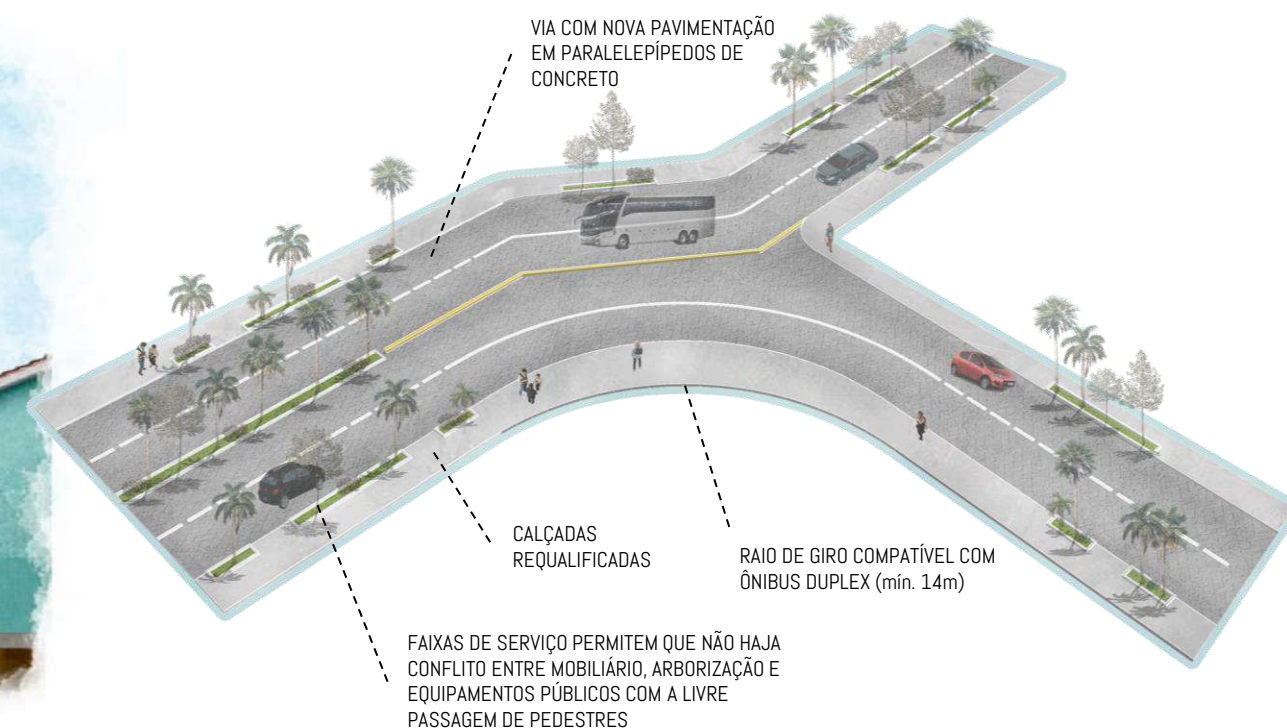 VIA COM NOVA PAVIMENTAÇÃO
EM PARALELEPÍPEDOS DE
CONCRETO
CALÇADAS
REQUALIFICADAS
RAIO DE GIRO COMPATÍVEL COM
ÔNIBUS DUPLEX (mín. 14m)
FAIXAS DE SERVIÇO PERMITEM QUE NÃO HAJA
CONFLITO ENTRE MOBILIÁRIO, ARBORIZAÇÃO E
EQUIPAMENTOS PÚBLICOS COM A LIVRE
PASSAGEM DE PEDESTRES